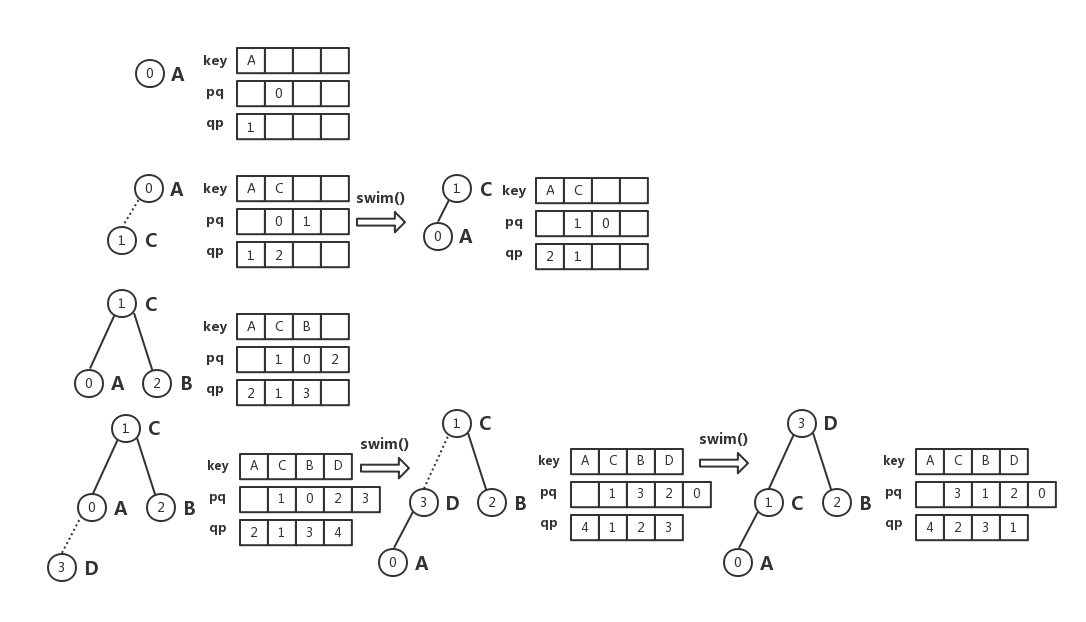 0 A
key A
pq 0
qp 1
0 A
1 C
key A C
pq 0 1
qp 1 2
swim()
1 C
0 A
key A C
pq 1 0
qp 2 1
1 C
0 A 2 B
key A C B
pq 1 0 2
qp 2 1 3
1 C
0 A 2 B
3 D
key A C B D
pq 1 0 2 3
qp 2 1 3 4
swim()
1 C
3 D 2 B
0 A
key A C B D
pq 1 3 2 0
qp 4 1 2 3
swim()
3 D
1 C 2 B
0 A
key A C B D
pq 3 1 2 0
qp 4 2 3 1